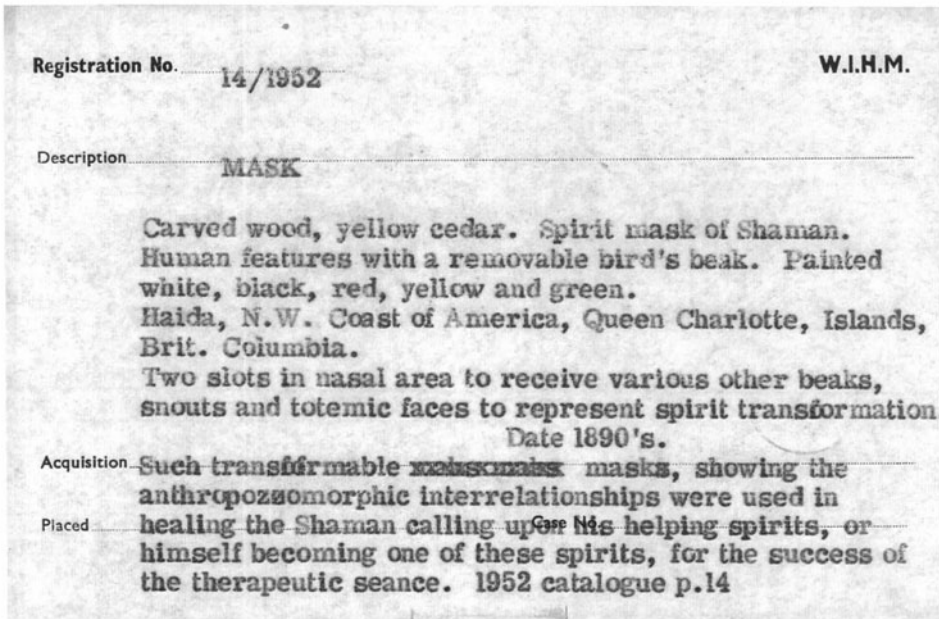 Registration No. 14/1952 W.I.H.M.
Description MASK
Carved wood, yellow cedar. Spirit mask of Shaman.
Human features with a removable bird's beak. Painted
white, black, red, yellow and green.
Haida, N.W. Coast of America, Queen Charlotte, Islands,
Brit. Columbia.
Two slots in nasal area to receive various other beaks,
snouts and totemic faces to represent spirit transformation
Date 1890's.
Acquisition Such transformable masks, showing the
anthropozoomorphic interrelationships were used in
Placed healing the Shaman calling upon his helping spirits, or
Case No.
himself becoming one of these spirits, for the success of
the therapeutic seance. 1952 catalogue p.14